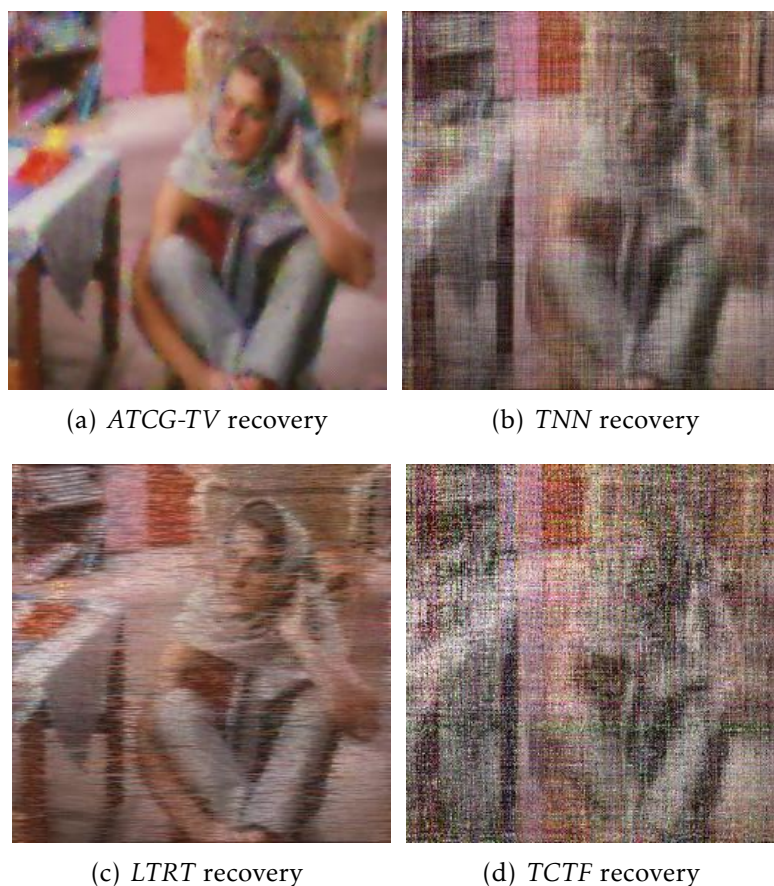 (a) ATCG-TV recovery
(b) TNN recovery
(c) LTRT recovery
(d) TCTF recovery